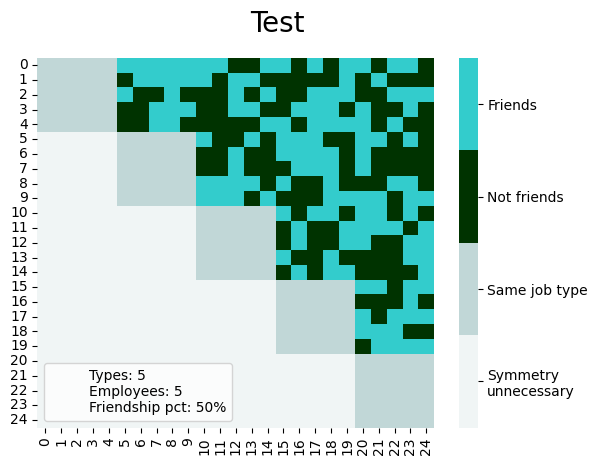 Test
0
1
2
3
4
5
6
7
8
9
10
11
12
13
14
15
16
17
18
19
20
21
22
23
24
Types: 5
Employees: 5
Friendship pct: 50%
0 1 2 3 4 5 6 7 8 9 10 11 12 13 14 15 16 17 18 19 20 21 22 23 24
Friends
Not friends
Same job type
Symmetry
unnecessary